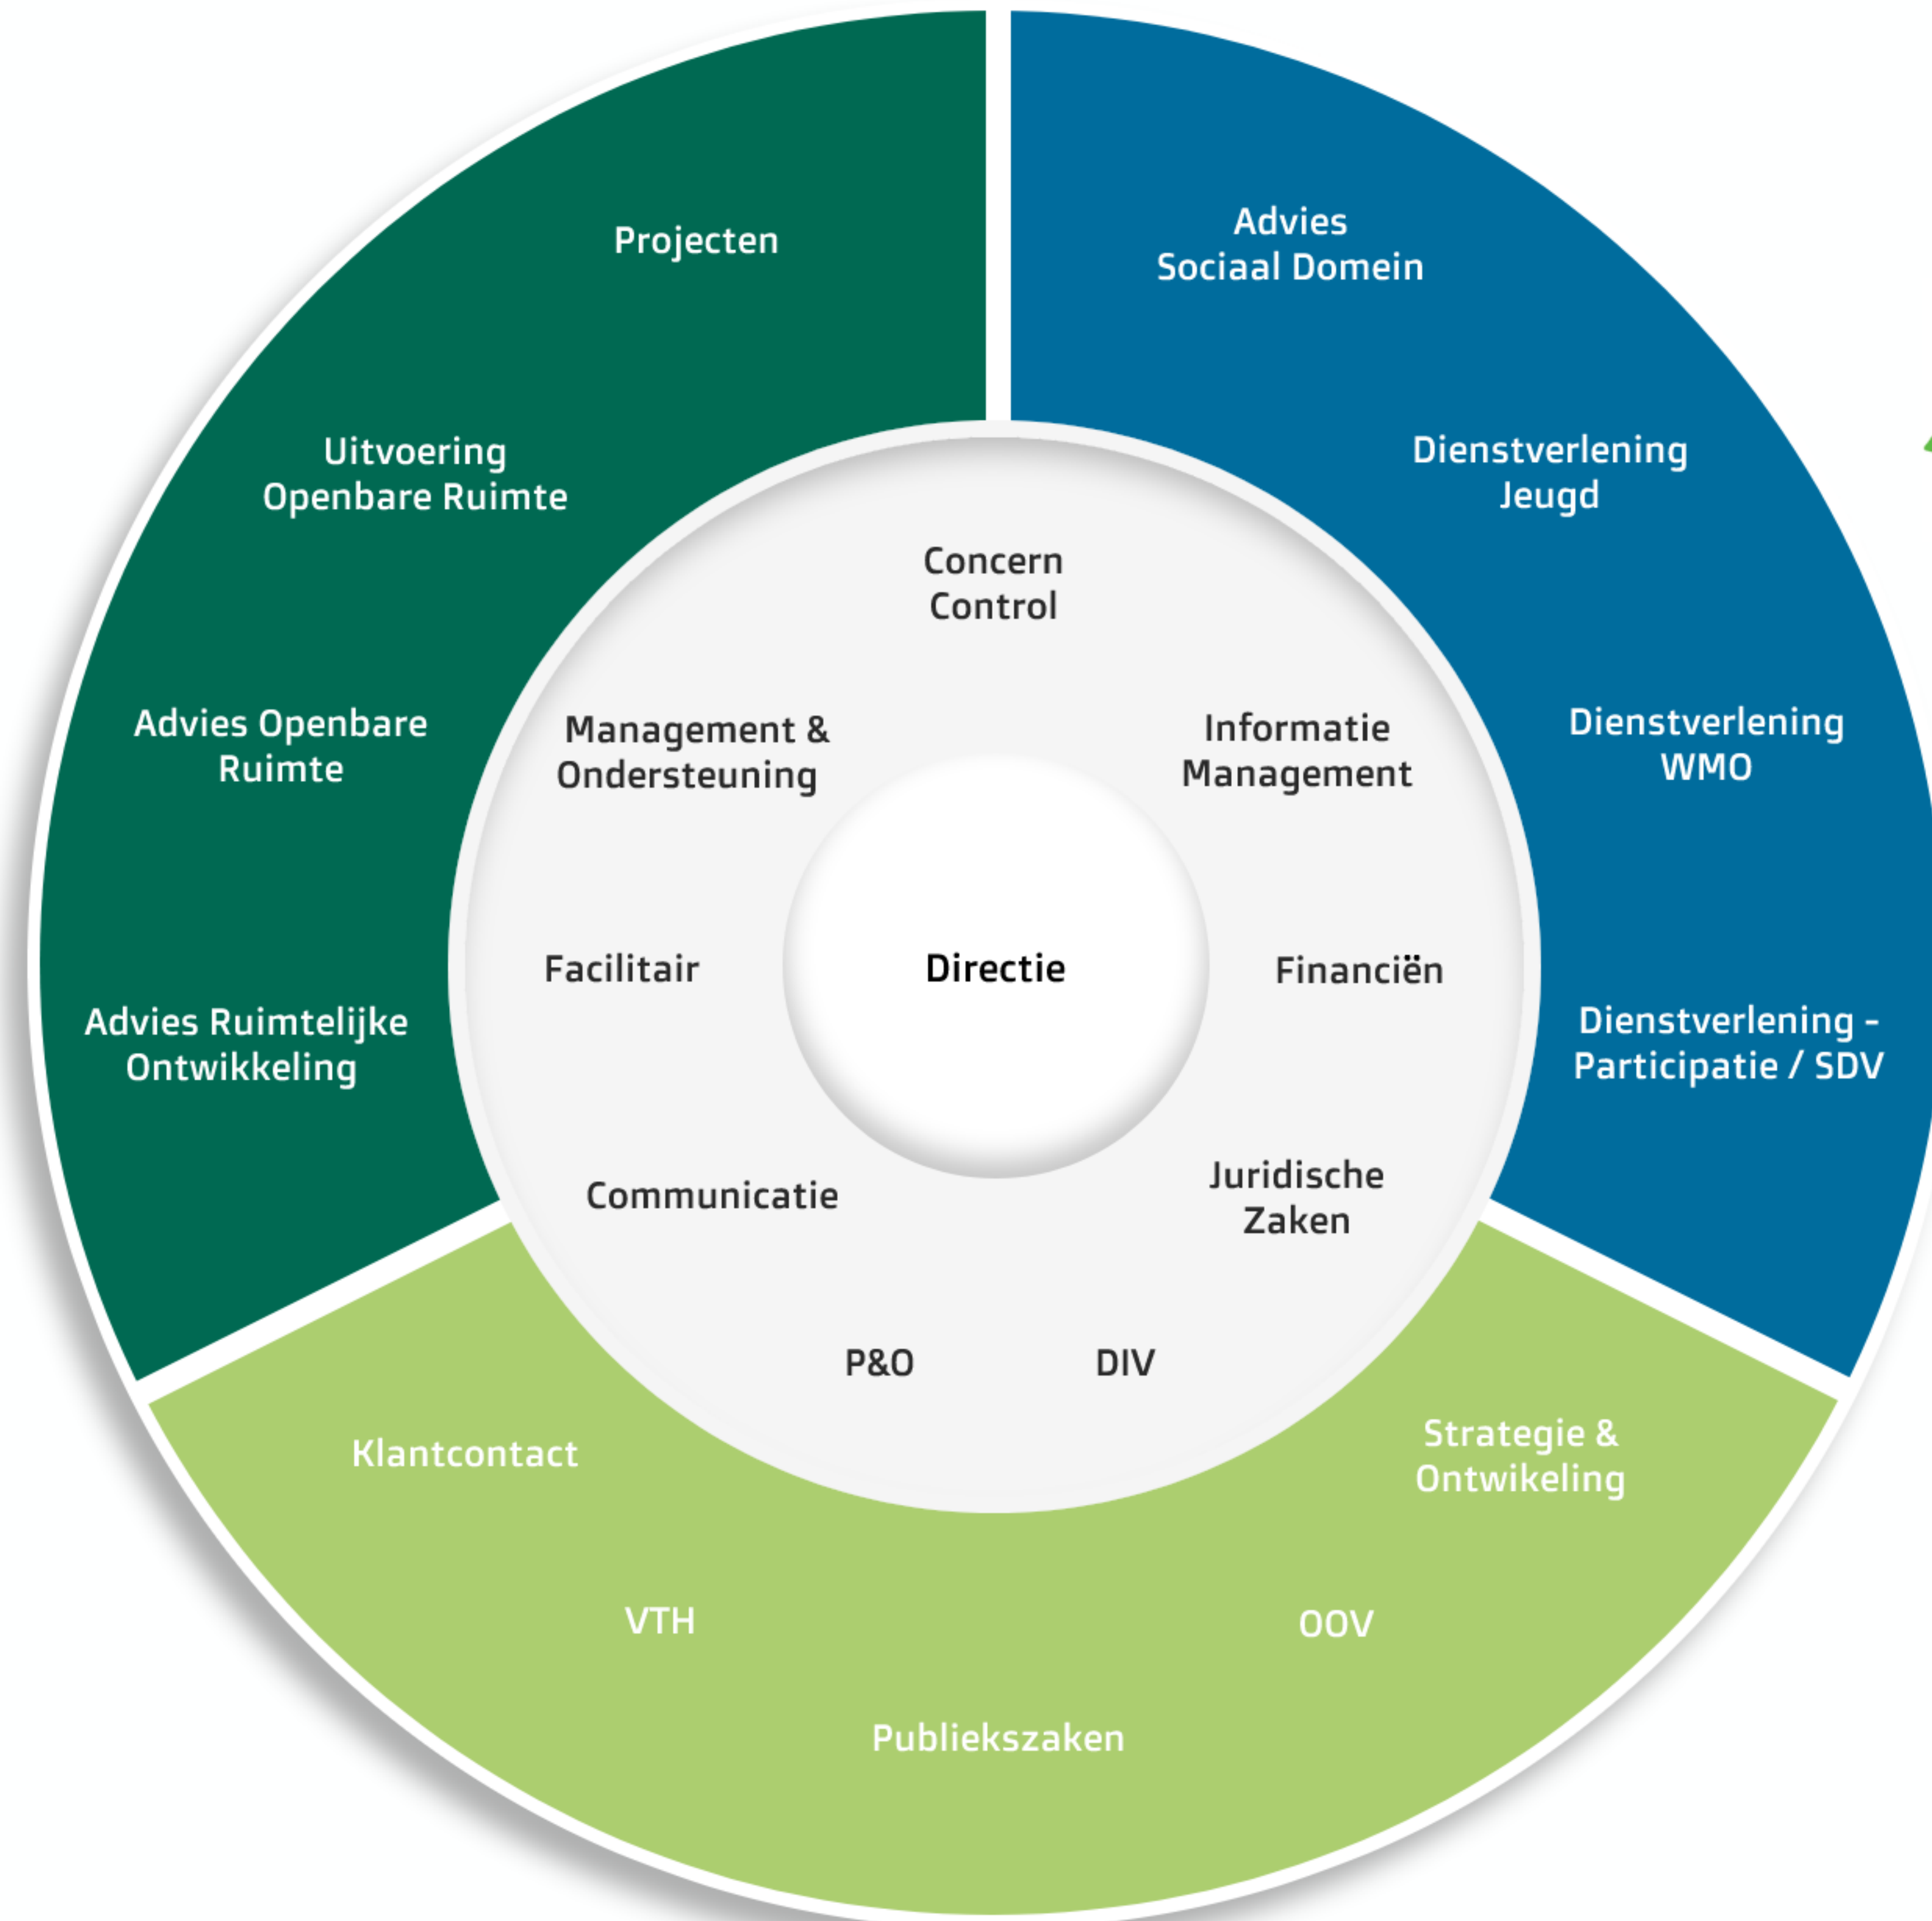 Projecten
Advies
Sociaal Domein
Uitvoering
Openbare Ruimte
Dienstverlening
Jeugd
Concern
Control
Advies Openbare
Ruimte
Management &
Ondersteuning
Informatie
Management
Dienstverlening
WMO
Facilitair
Directie
Financiën
Advies Ruimtelijke
Ontwikkeling
Dienstverlening -
Participatie / SDV
Communicatie
Juridische
Zaken
P&O
DIV
Klantcontact
Strategie &
Ontwikeling
VTH
OOV
Publiekszaken